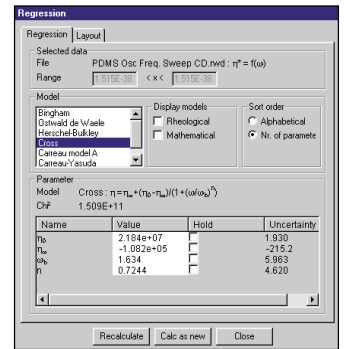 Regression
Regression Layout
Selected data
File PDMS Osc Freq. Sweep CD.rwd : η* = f(ω)
Range 1.515E-38 < x < 1.515E-38
Model
Display models
Sort order
Bingham
Ostwald de Waele
Herschel-Bulkley
Cross
Carreau model A
Carreau-Yasuda
Rheological
Mathematical
Alphabetical
Nr. of paramete
Parameter
Model Cross : η=η∞+(η₀-η∞)/(1+(ω/ωb)ⁿ)
Chi² 1.509E+11
Name Value Hold Uncertainty
η₀ 2.184e+07 1.930
η∞ -1.082e+05 -215.2
ωb 1.634 5.963
n 0.7244 4.620
Recalculate Calc as new Close